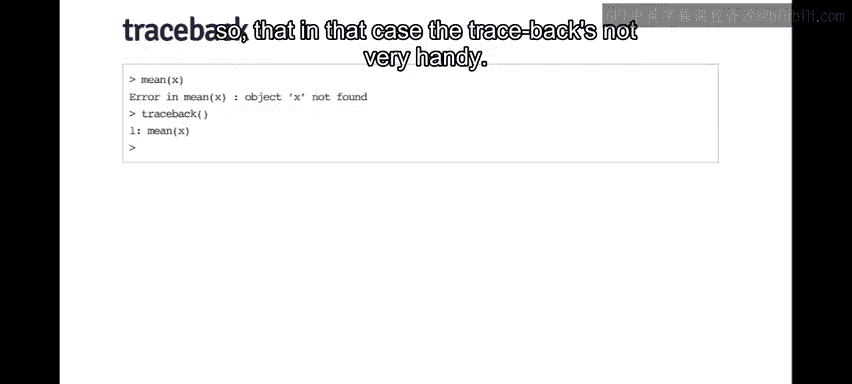 traceback
so, that in that case the trace-back's not
very handy.
> mean(x)
Error in mean(x) : object 'x' not found
> traceback()
1: mean(x)
>